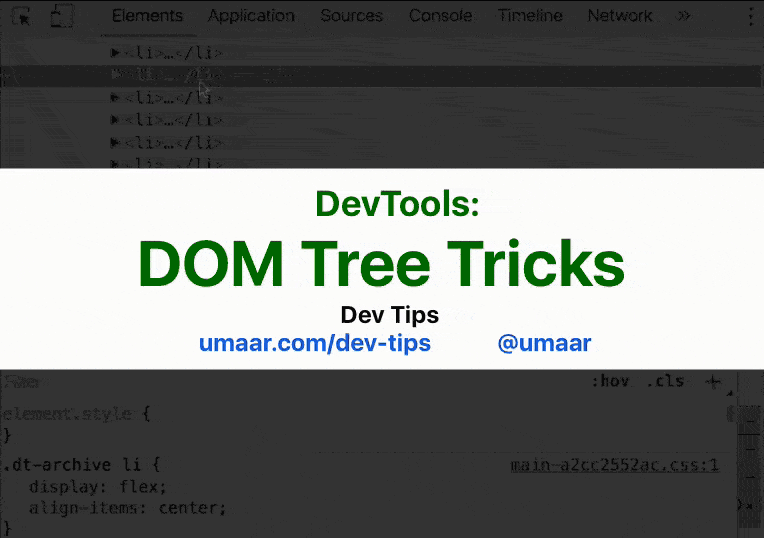 Elements Application Sources Console Timeline Network »
▶<li>…</li>
▶<li>…</li>
▶<li>…</li>
▶<li>…</li>
▶<li>…</li>
▶<li>…</li>
DevTools:
DOM Tree Tricks
Dev Tips
umaar.com/dev-tips @umaar
:hov .cls +
element.style {
}
.dt-archive li { main-a2cc2552ac.css:1
display: flex;
align-items: center;
}